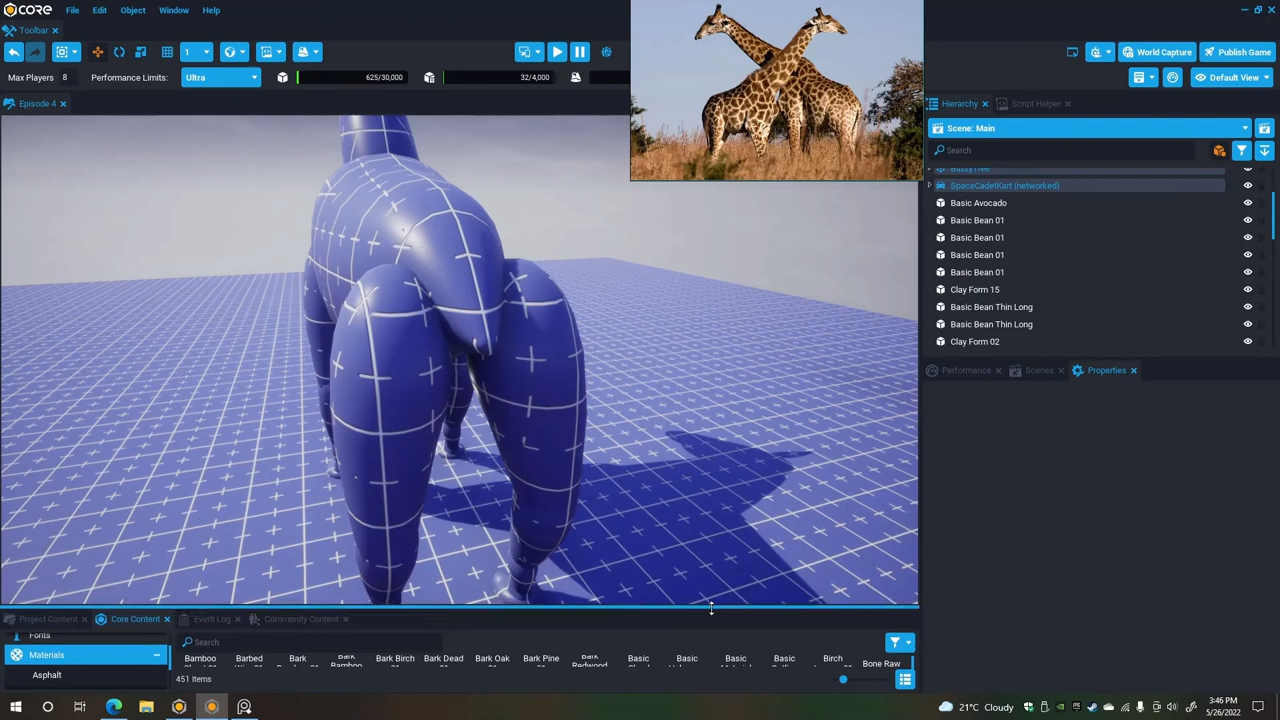 CORE File Edit Object Window Help
Toolbar
1 World Capture Publish Game
Max Players 8 Performance Limits: Ultra 625/30,000 32/4,000 Default View
Episode 4 Hierarchy Script Helper
Scene: Main
Search
SpaceCadetKart (networked)
Basic Avocado
Basic Bean 01
Basic Bean 01
Basic Bean 01
Basic Bean 01
Clay Form 15
Basic Bean Thin Long
Basic Bean Thin Long
Clay Form 02
Performance Scenes Properties
Project Content Core Content Event Log Community Content
Fonts Search
Materials Bamboo Barbed Bark Bark Bark Birch Bark Dead Bark Oak Bark Pine Bark Basic Basic Basic Basic Birch Bone Raw
Asphalt 451 Items
21°C Cloudy 3:46 PM
5/26/2022